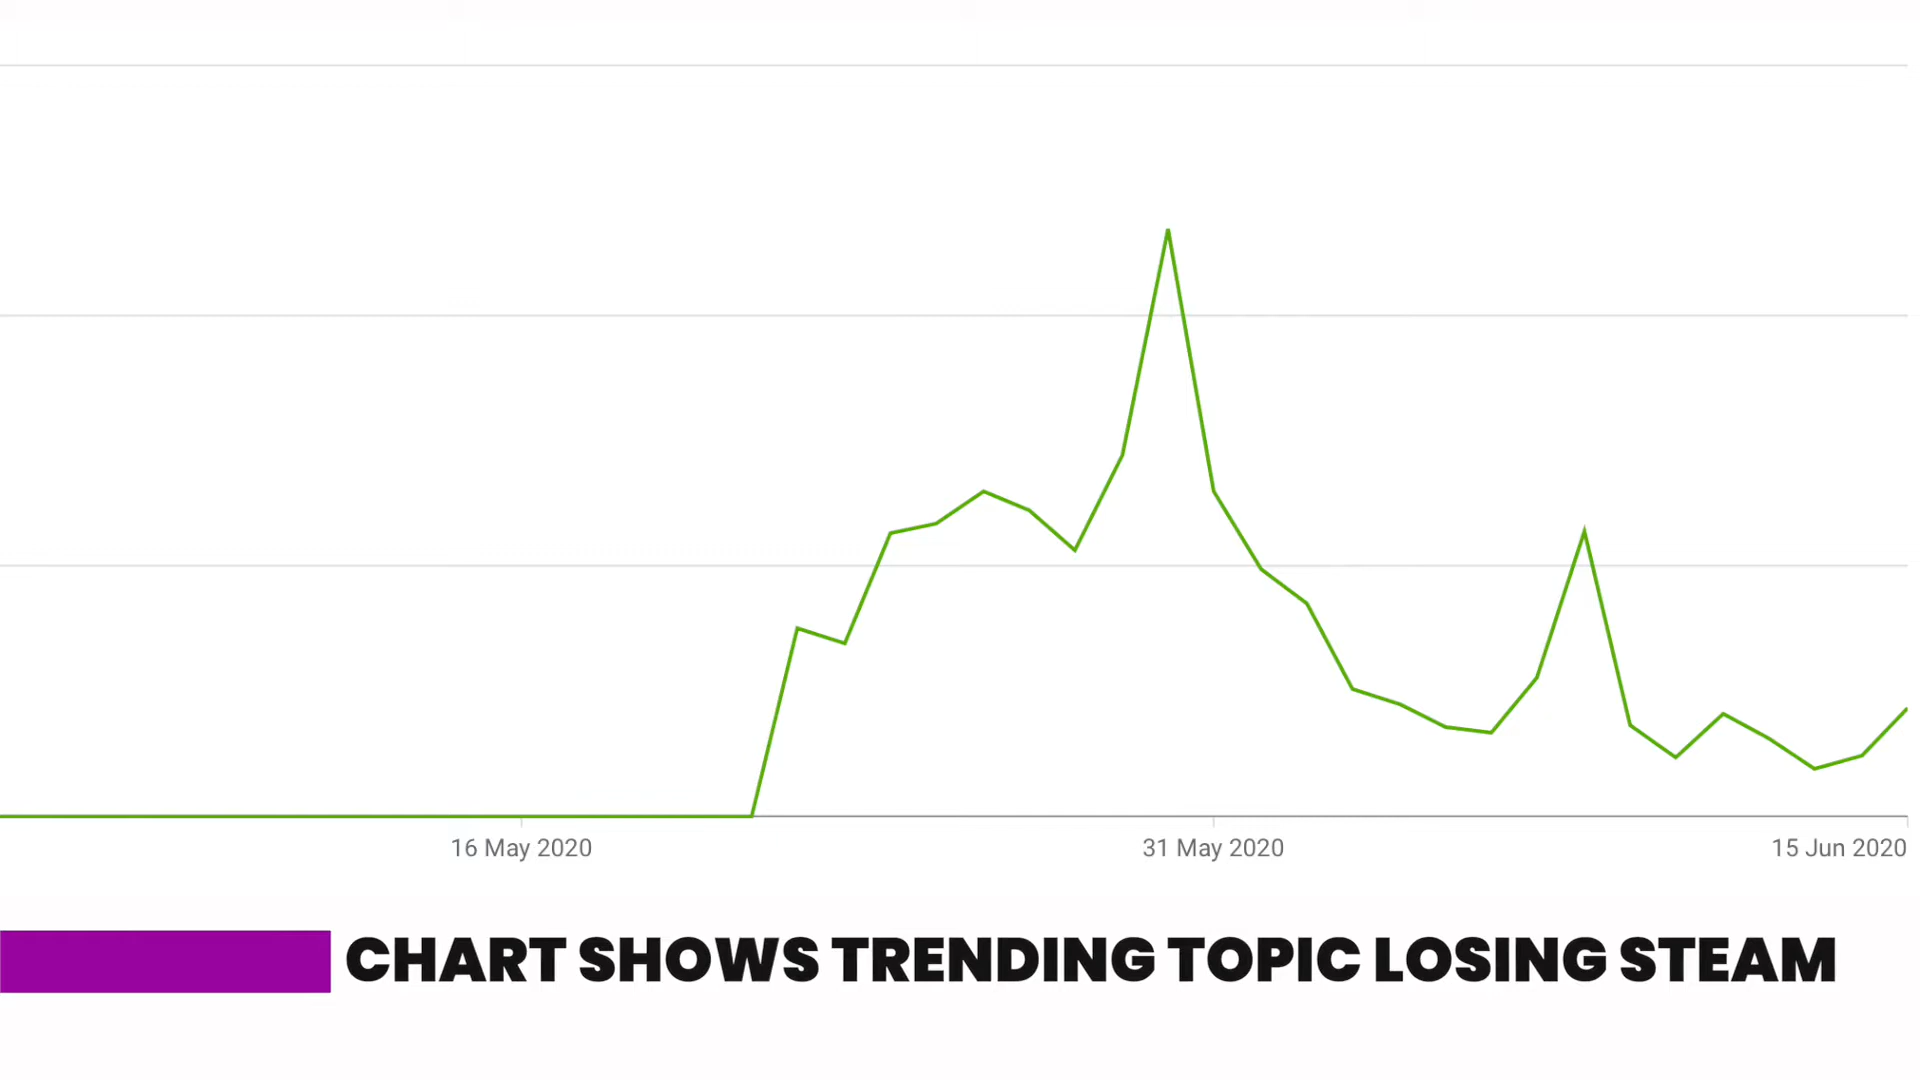 16 May 2020
31 May 2020
15 Jun 2020
CHART SHOWS TRENDING TOPIC LOSING STEAM